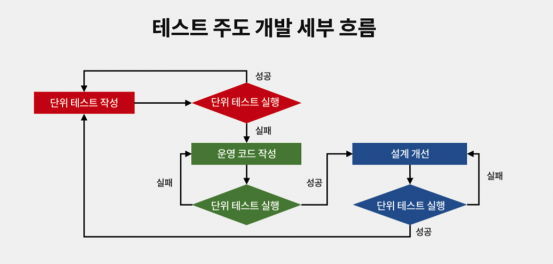 테스트 주도 개발 세부 흐름
성공
단위 테스트 작성
단위 테스트 실행
실패
운영 코드 작성
설계 개선
실패
성공
실패
단위 테스트 실행
단위 테스트 실행
성공